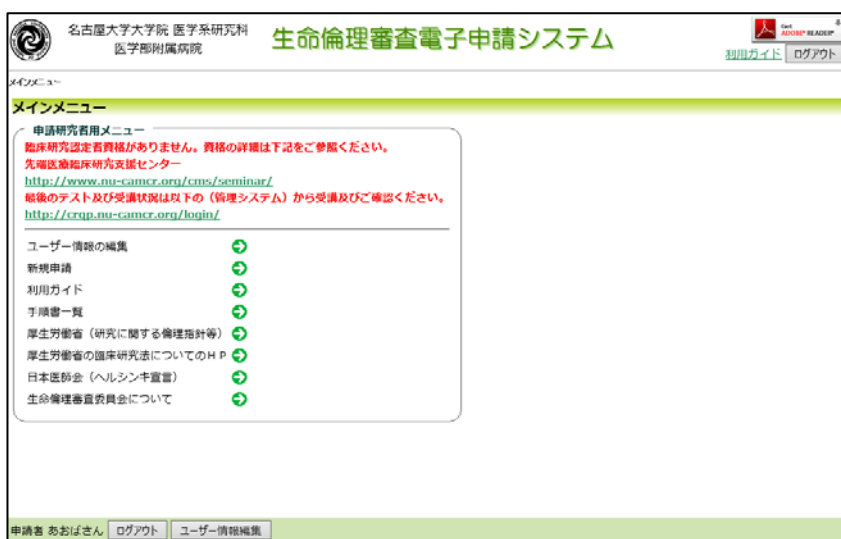 名古屋大学大学院 医学系研究科
医学部附属病院
生命倫理審査電子申請システム
Get
ADOBE® READER®
利用ガイド
ログアウト
メインメニュー
メインメニュー
申請研究者用メニュー
臨床研究認定者資格がありません。資格の詳細は下記をご参照ください。
先端医療臨床研究支援センター
http://www.nu-camcr.org/cms/seminar/
最後のテスト及び受講状況は以下の（管理システム）から受講及びご確認ください。
http://crqp.nu-camcr.org/login/
ユーザー情報の編集
新規申請
利用ガイド
手順書一覧
厚生労働省（研究に関する倫理指針等）
厚生労働省の臨床研究法についてのＨＰ
日本医師会（ヘルシンキ宣言）
生命倫理審査委員会について
申請者 あおばさん ログアウト ユーザー情報編集